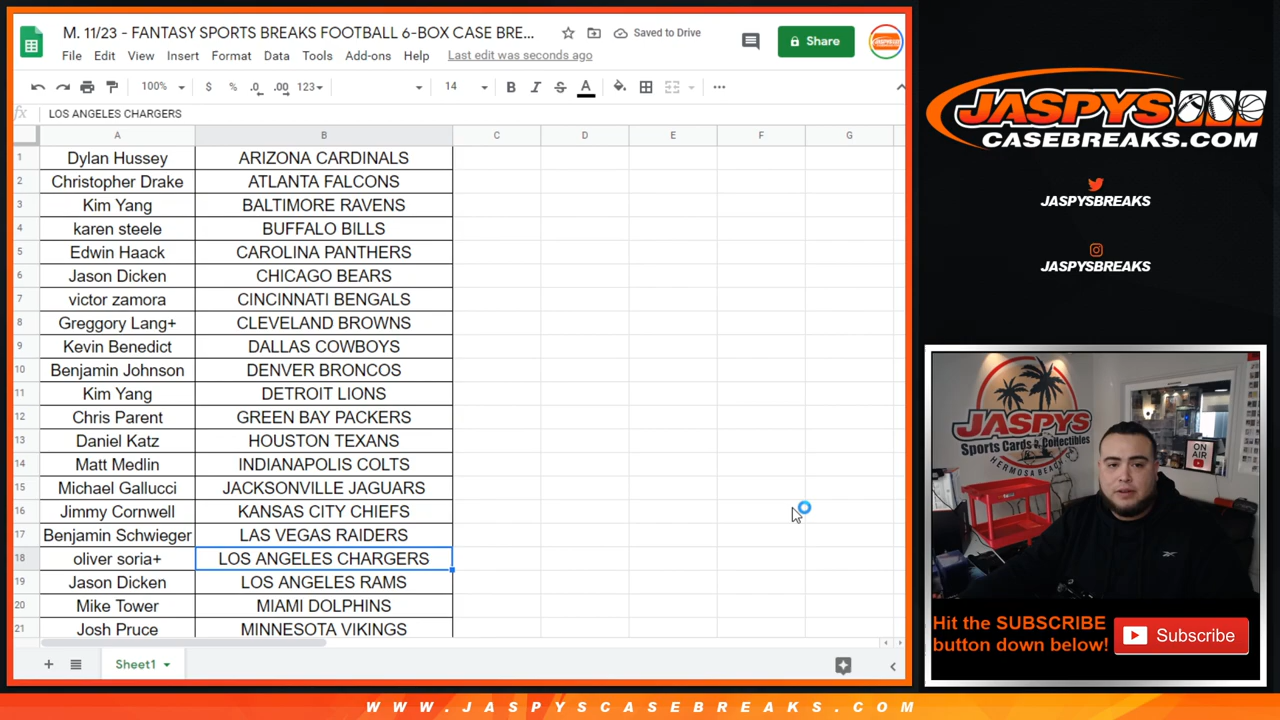 M. 11/23 - FANTASY SPORTS BREAKS FOOTBALL 6-BOX CASE BRE...
Saved to Drive
Share
File Edit View Insert Format Data Tools Add-ons Help Last edit was seconds ago
100% $ % .0 .00 123 14 B I S A
fx LOS ANGELES CHARGERS
A B C D E F G
1 Dylan Hussey ARIZONA CARDINALS
2 Christopher Drake ATLANTA FALCONS
3 Kim Yang BALTIMORE RAVENS
4 karen steele BUFFALO BILLS
5 Edwin Haack CAROLINA PANTHERS
6 Jason Dicken CHICAGO BEARS
7 victor zamora CINCINNATI BENGALS
8 Greggory Lang+ CLEVELAND BROWNS
9 Kevin Benedict DALLAS COWBOYS
10 Benjamin Johnson DENVER BRONCOS
11 Kim Yang DETROIT LIONS
12 Chris Parent GREEN BAY PACKERS
13 Daniel Katz HOUSTON TEXANS
14 Matt Medlin INDIANAPOLIS COLTS
15 Michael Gallucci JACKSONVILLE JAGUARS
16 Jimmy Cornwell KANSAS CITY CHIEFS
17 Benjamin Schwieger LAS VEGAS RAIDERS
18 oliver soria+ LOS ANGELES CHARGERS
19 Jason Dicken LOS ANGELES RAMS
20 Mike Tower MIAMI DOLPHINS
21 Josh Pruce MINNESOTA VIKINGS
Sheet1
JASPYS
CASEBREAKS.COM
JASPYSBREAKS
JASPYSBREAKS
JASPYS
Sports Cards & Collectibles
HERMOSA BEACH CA
ON AIR
Hit the SUBSCRIBE
button down below!
Subscribe
WWW.JASPYSCASEBREAKS.COM